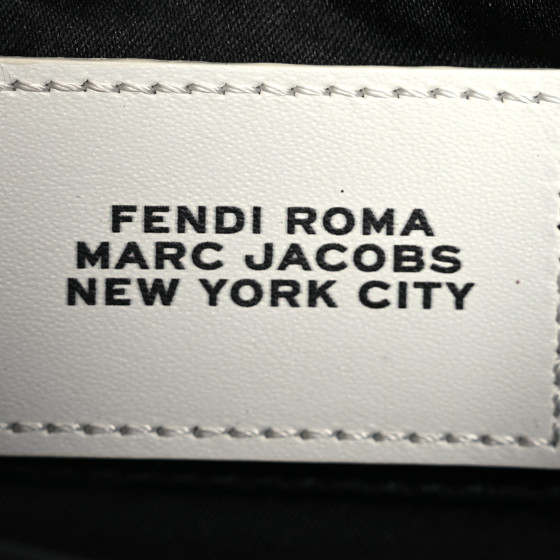 FENDI ROMA
MARC JACOBS
NEW YORK CITY